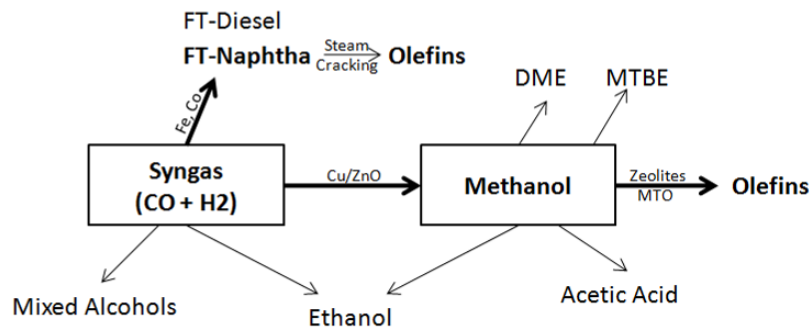 FT-Diesel
FT-Naphtha Steam Cracking Olefins
Fe, Co
DME
MTBE
Syngas
(CO + H2)
Cu/ZnO
Methanol
Zeolites
MTO
Olefins
Mixed Alcohols
Ethanol
Acetic Acid